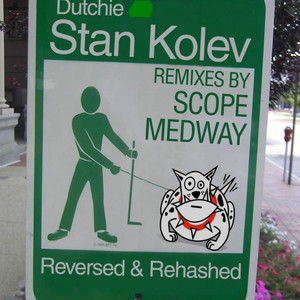 Dutchie
Stan Kolev
REMIXES BY
SCOPE
MEDWAY
Reversed & Rehashed